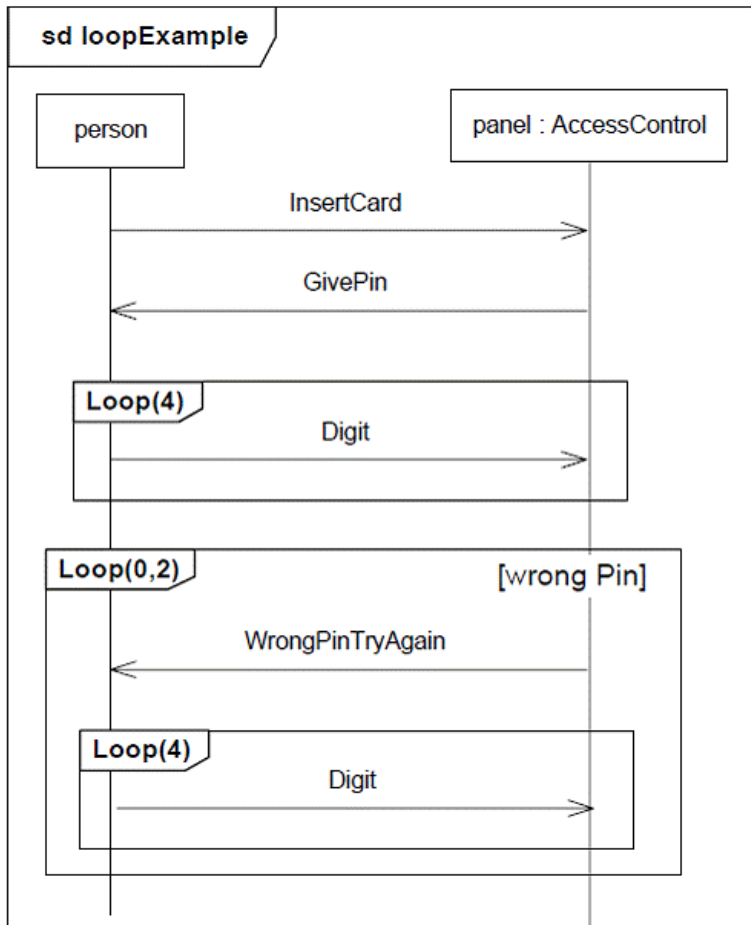 sd loopExample
person
panel : AccessControl
InsertCard
GivePin
Loop(4)
Digit
Loop(0,2)
[wrong Pin]
WrongPinTryAgain
Loop(4)
Digit